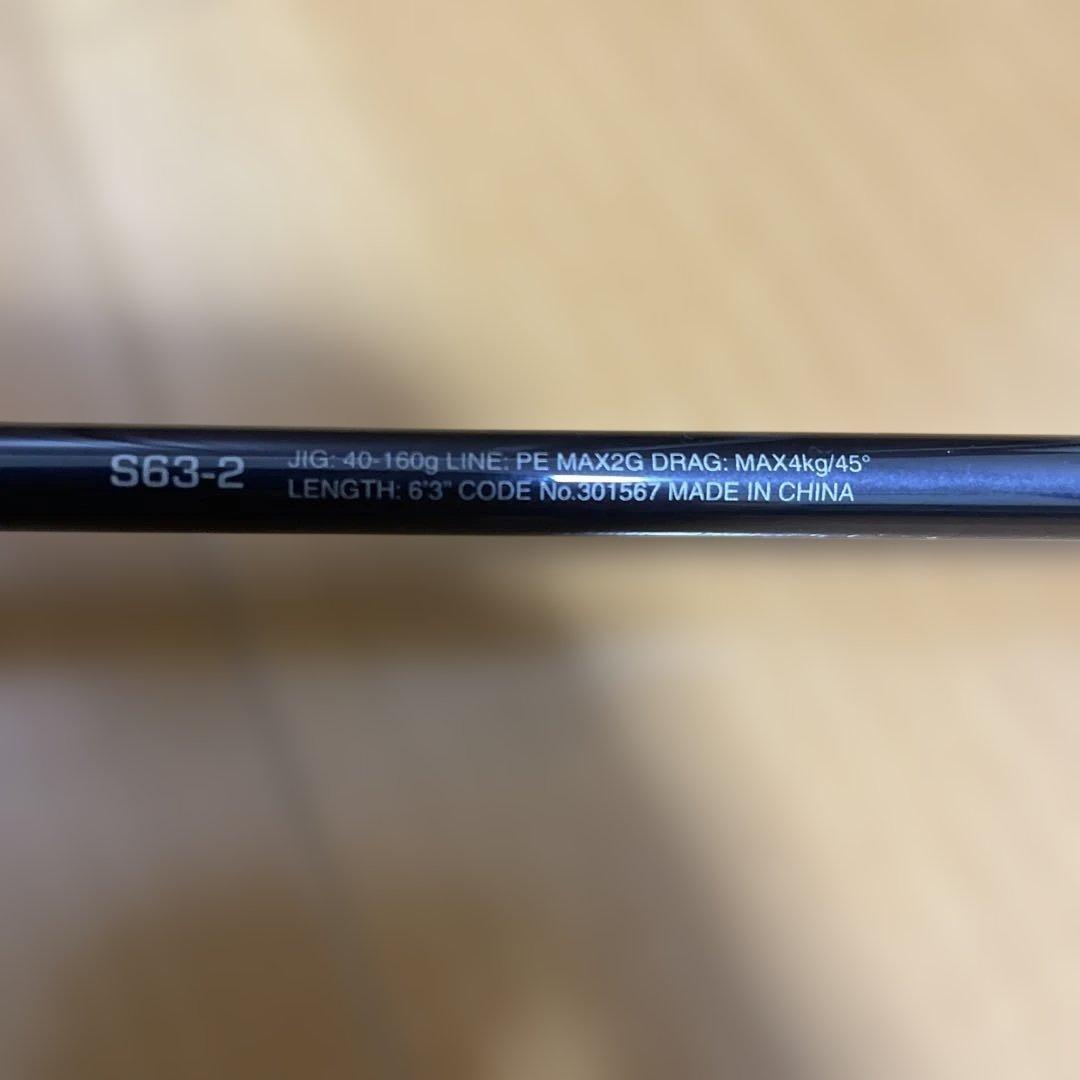 S63-2
JIG: 40-160g LINE: PE MAX2G DRAG: MAX4kg/45°
LENGTH: 6'3" CODE No.301567 MADE IN CHINA